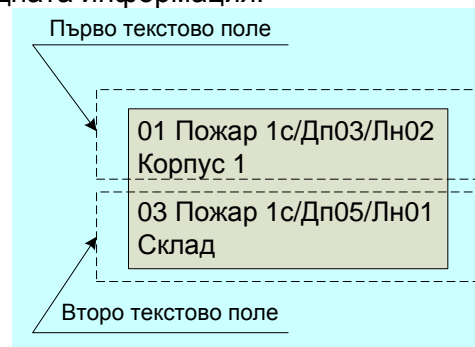 Първо текстово поле
01 Пожар 1с/Дп03/Лн02
Корпус 1
03 Пожар 1с/Дп05/Лн01
Склад
Второ текстово поле